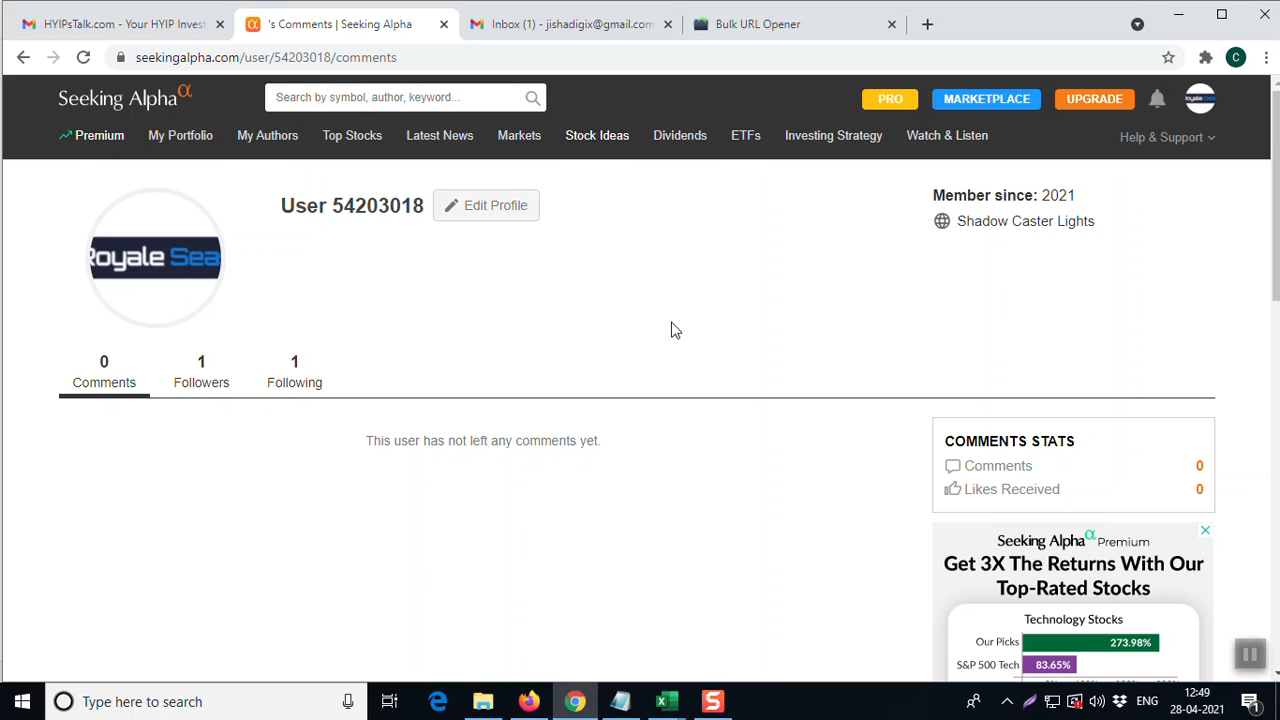 HYIPsTalk.com - Your HYIP Invest
's Comments | Seeking Alpha
Inbox (1) - jishadigix@gmail.com
Bulk URL Opener
seekingalpha.com/user/54203018/comments
C
Seeking Alpha α
Search by symbol, author, keyword...
PRO
MARKETPLACE
UPGRADE
Premium
My Portfolio
My Authors
Top Stocks
Latest News
Markets
Stock Ideas
Dividends
ETFs
Investing Strategy
Watch & Listen
Help & Support
Royale Sea
User 54203018
Edit Profile
Member since: 2021
Shadow Caster Lights
0
Comments
1
Followers
1
Following
This user has not left any comments yet.
COMMENTS STATS
Comments 0
Likes Received 0
Seeking Alpha α Premium
Get 3X The Returns With Our
Top-Rated Stocks
Technology Stocks
Our Picks 273.98%
S&P 500 Tech 83.65%
Type here to search
ENG
12:49
28-04-2021
1